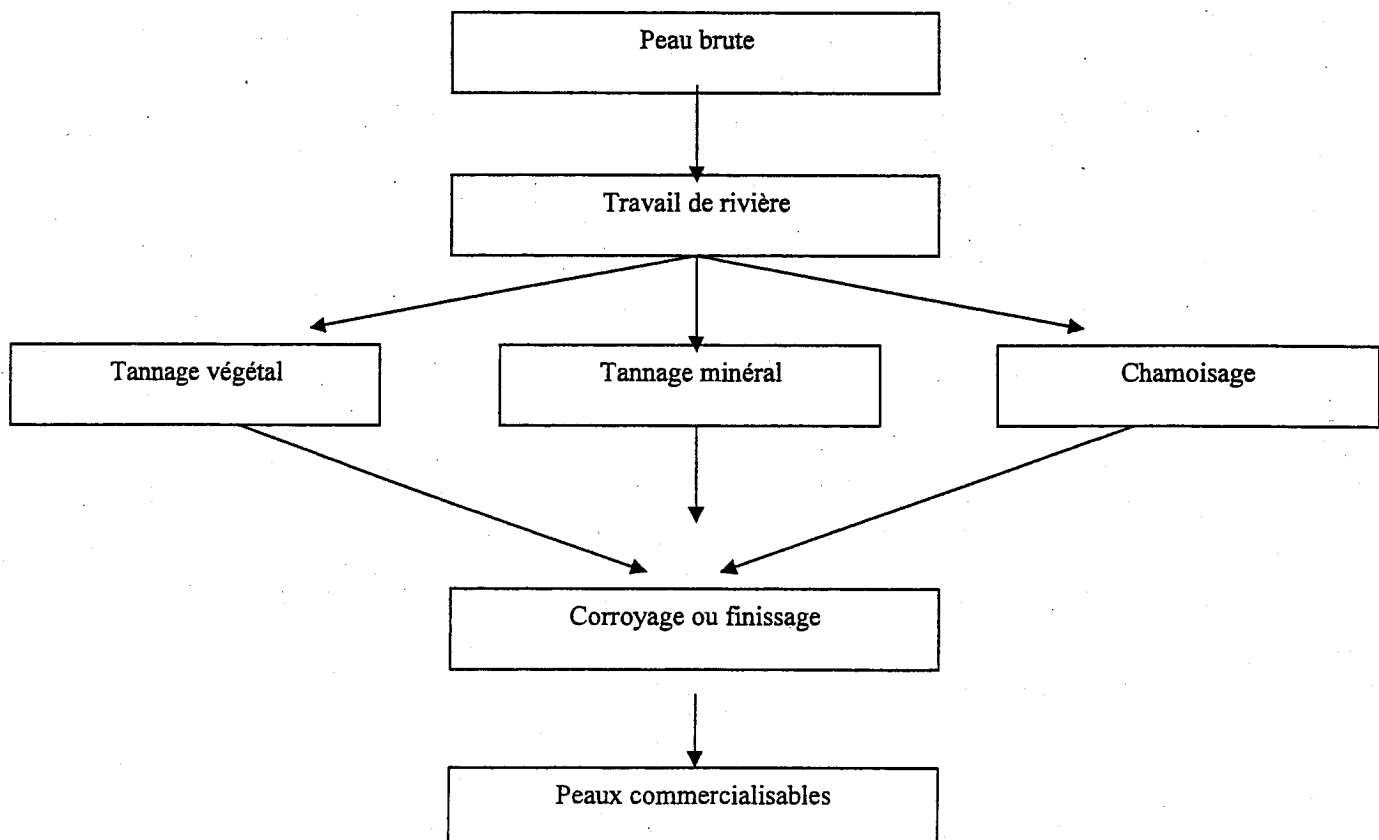 Peau brute
Travail de rivière
Tannage végétal
Tannage minéral
Chamoisage
Corroyage ou finissage
Peaux commercialisables